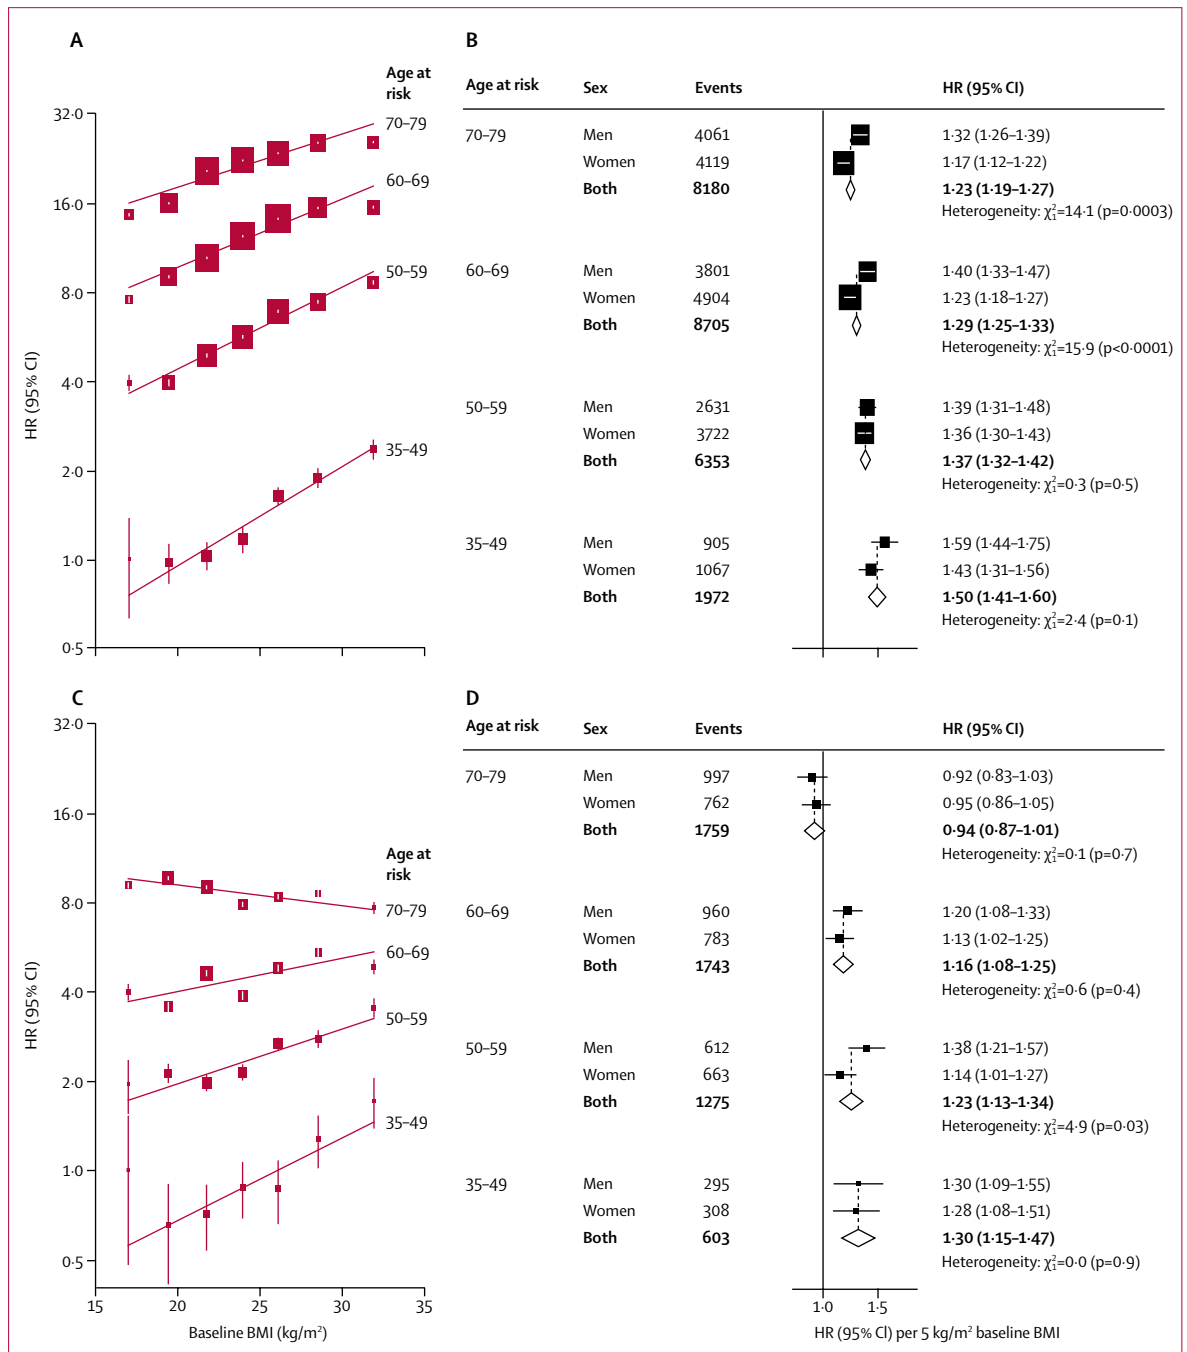 A
Age at
risk
32·0
70–79
60–69
16·0
50–59
8·0
4·0
35–49
2·0
1·0
0·5
HR (95% CI)
B
Age at risk Sex Events HR (95% CI)
70–79 Men 4061 1·32 (1·26–1·39)
Women 4119 1·17 (1·12–1·22)
Both 8180 1·23 (1·19–1·27)
Heterogeneity: χ²₁=14·1 (p=0·0003)
60–69 Men 3801 1·40 (1·33–1·47)
Women 4904 1·23 (1·18–1·27)
Both 8705 1·29 (1·25–1·33)
Heterogeneity: χ²₁=15·9 (p<0·0001)
50–59 Men 2631 1·39 (1·31–1·48)
Women 3722 1·36 (1·30–1·43)
Both 6353 1·37 (1·32–1·42)
Heterogeneity: χ²₁=0·3 (p=0·5)
35–49 Men 905 1·59 (1·44–1·75)
Women 1067 1·43 (1·31–1·56)
Both 1972 1·50 (1·41–1·60)
Heterogeneity: χ²₁=2·4 (p=0·1)
C
32·0
16·0
Age at
risk
8·0
70–79
60–69
4·0
50–59
2·0
35–49
1·0
0·5
HR (95% CI)
15 20 25 30 35
Baseline BMI (kg/m²)
D
Age at risk Sex Events HR (95% CI)
70–79 Men 997 0·92 (0·83–1·03)
Women 762 0·95 (0·86–1·05)
Both 1759 0·94 (0·87–1·01)
Heterogeneity: χ²₁=0·1 (p=0·7)
60–69 Men 960 1·20 (1·08–1·33)
Women 783 1·13 (1·02–1·25)
Both 1743 1·16 (1·08–1·25)
Heterogeneity: χ²₁=0·6 (p=0·4)
50–59 Men 612 1·38 (1·21–1·57)
Women 663 1·14 (1·01–1·27)
Both 1275 1·23 (1·13–1·34)
Heterogeneity: χ²₁=4·9 (p=0·03)
35–49 Men 295 1·30 (1·09–1·55)
Women 308 1·28 (1·08–1·51)
Both 603 1·30 (1·15–1·47)
Heterogeneity: χ²₁=0·0 (p=0·9)
1·0 1·5
HR (95% CI) per 5 kg/m² baseline BMI